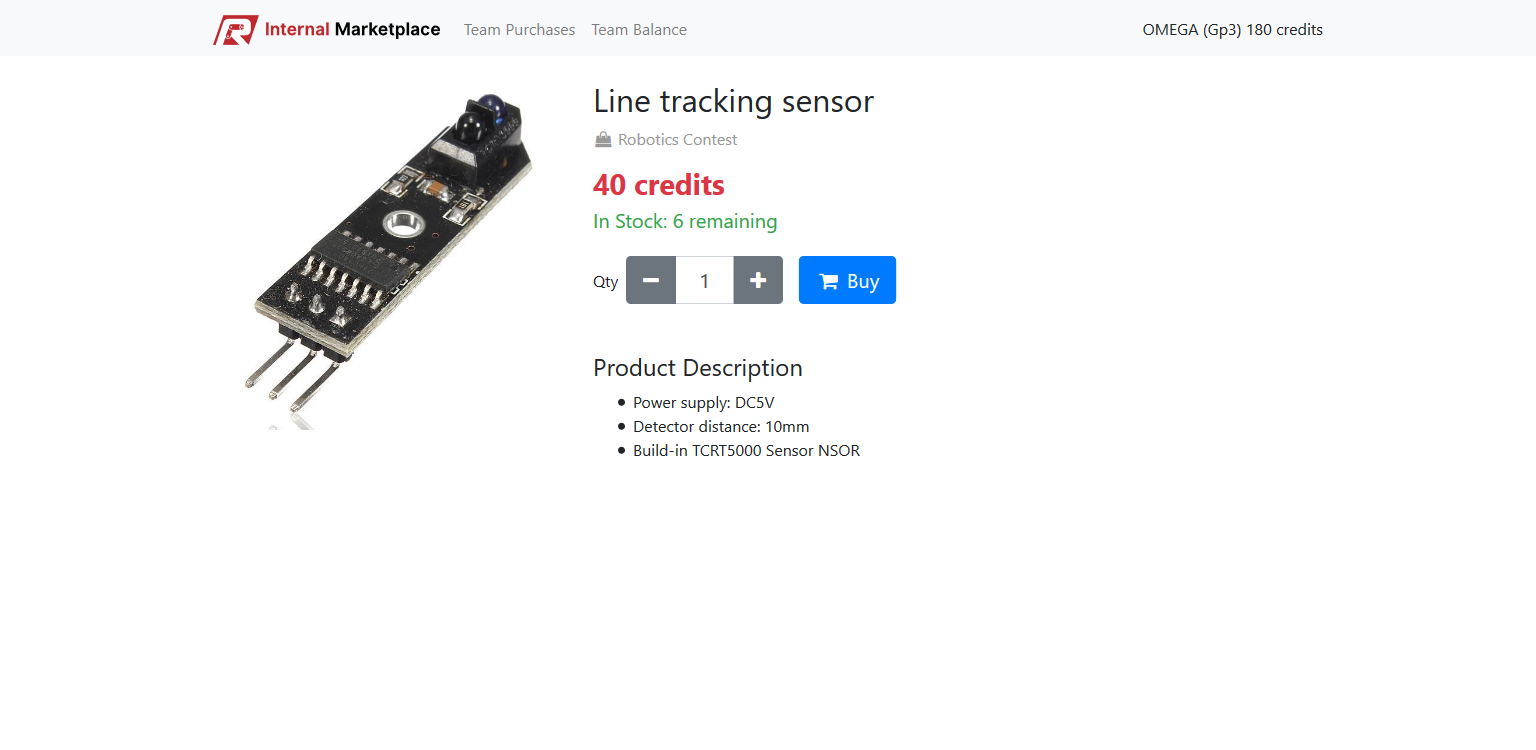 Internal Marketplace Team Purchases Team Balance OMEGA (Gp3) 180 credits
Line tracking sensor
Robotics Contest
40 credits
In Stock: 6 remaining
Qty 1 Buy
Product Description
Power supply: DC5V
Detector distance: 10mm
Build-in TCRT5000 Sensor NSOR